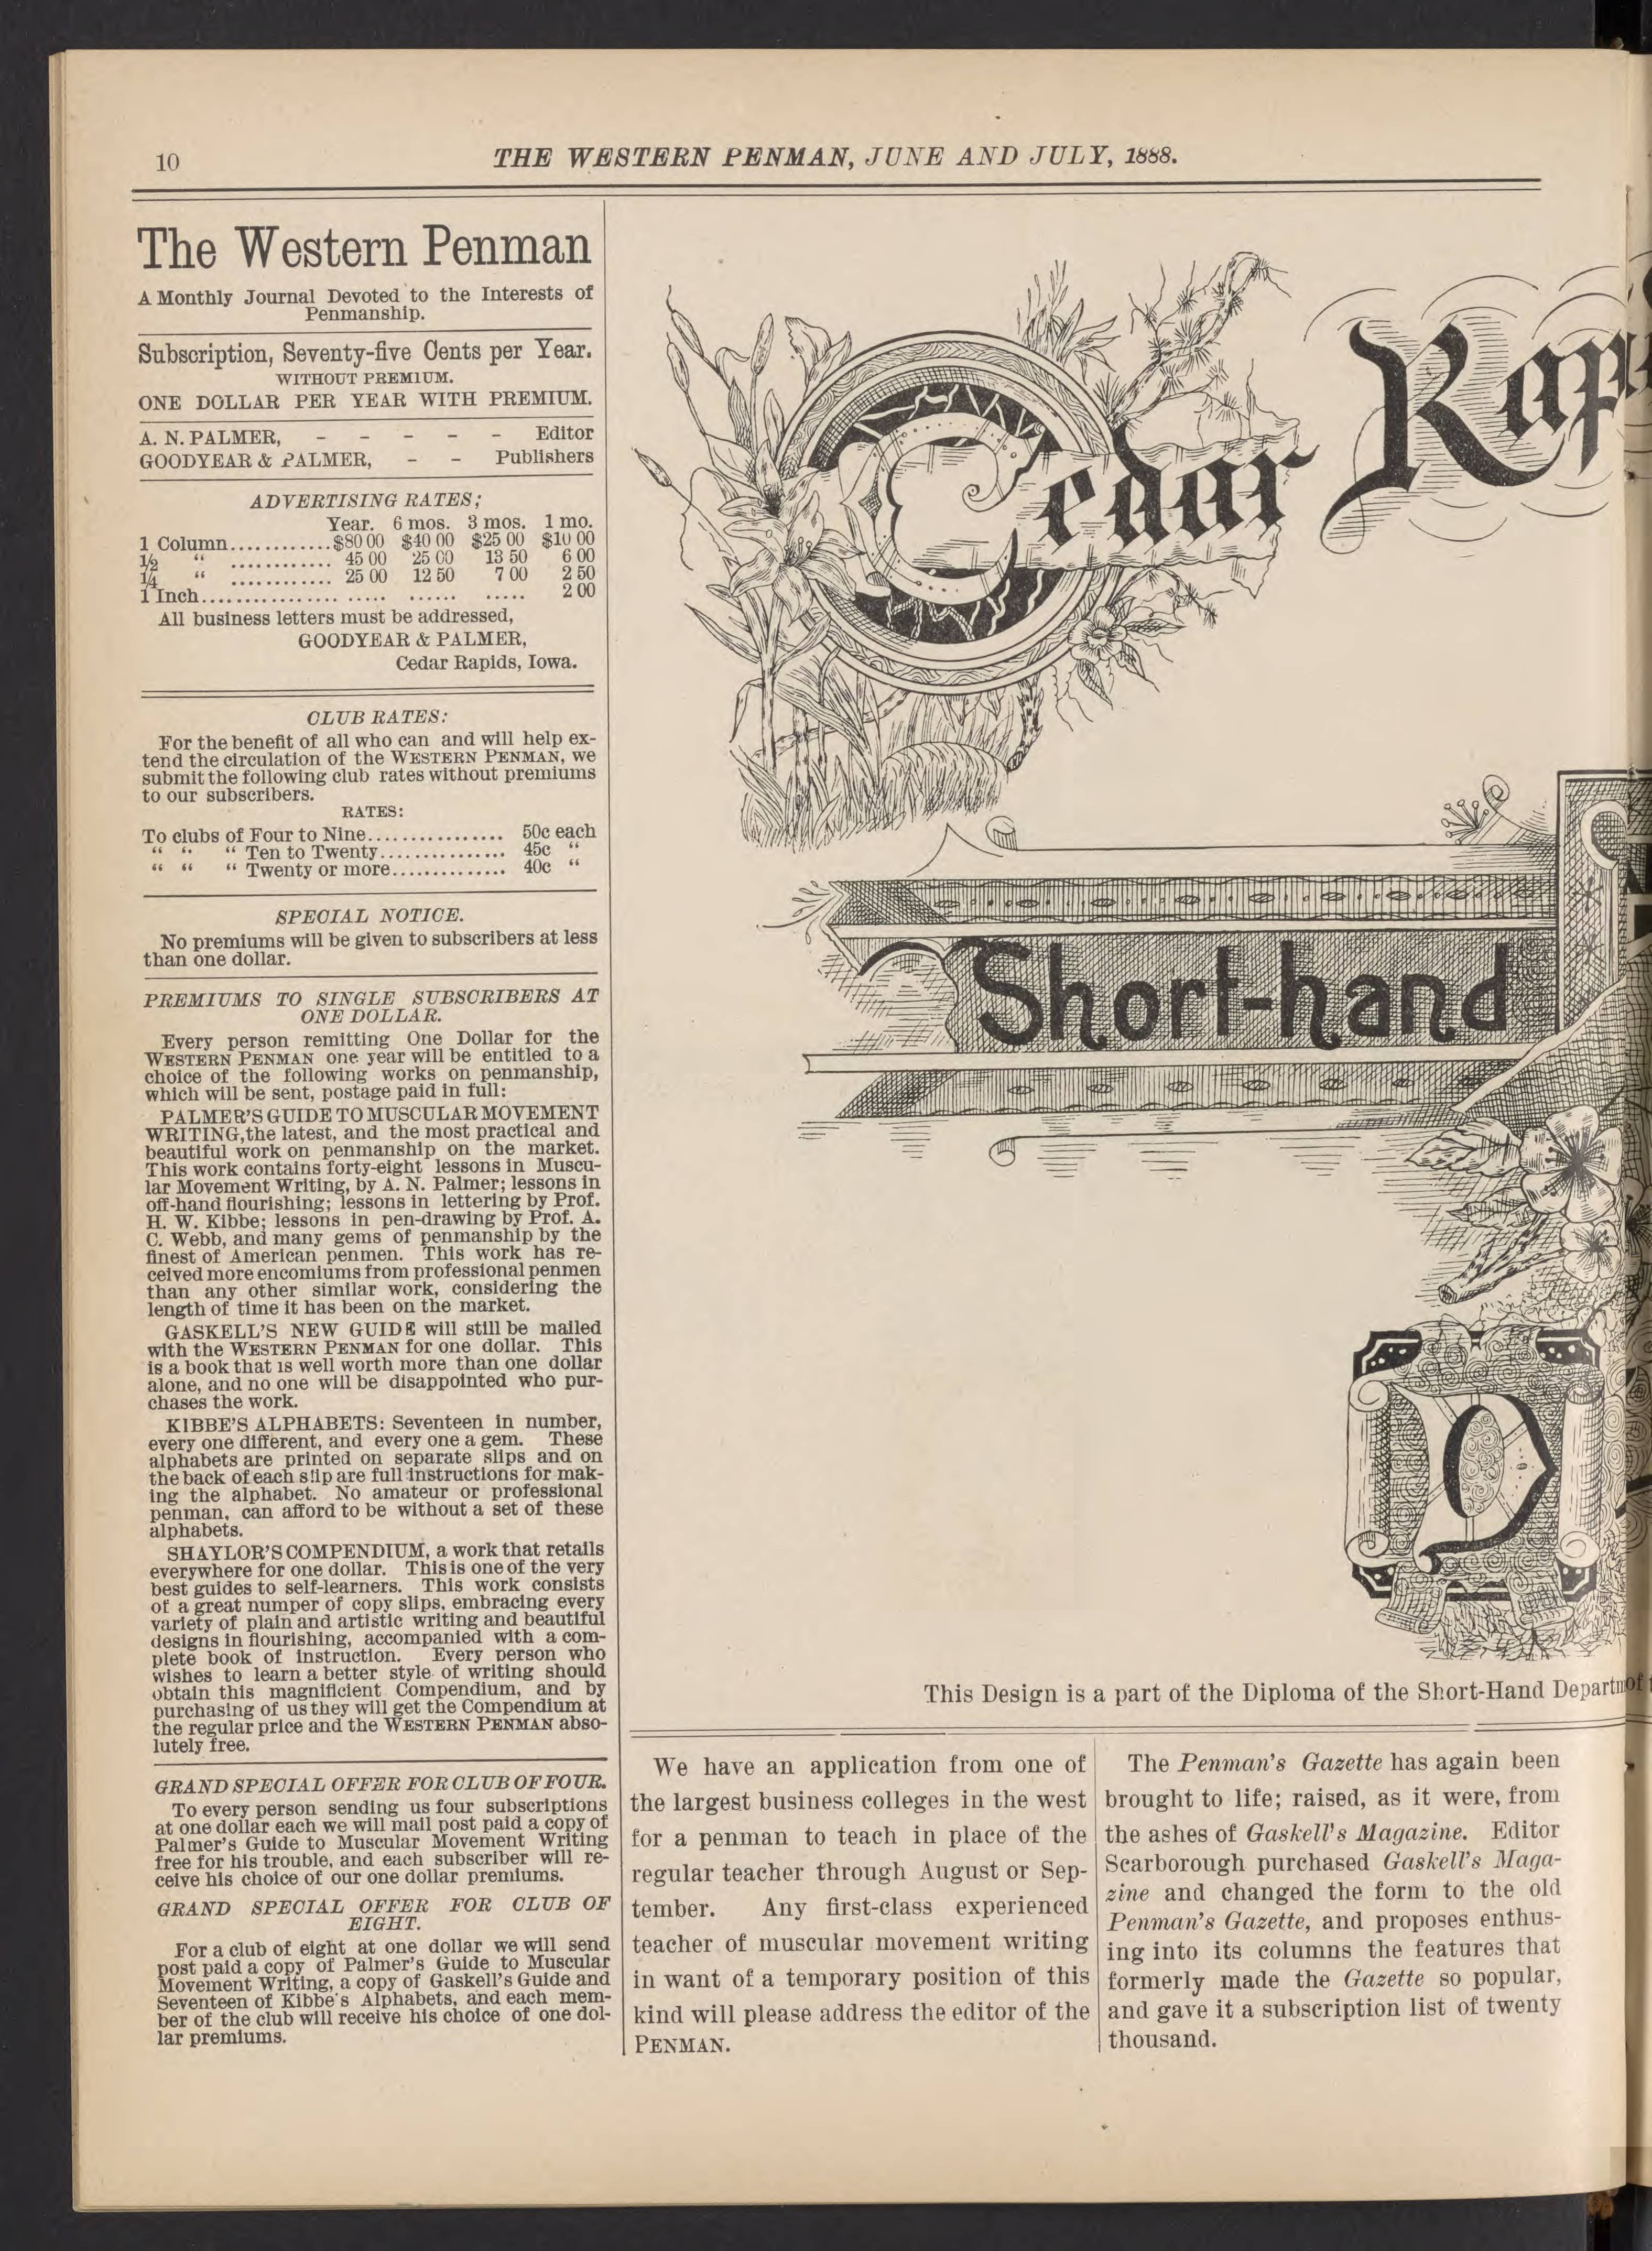 10
THE WESTERN PENMAN, JUNE AND JULY, 1888.
The Western Penman
A Monthly Journal Devoted to the Interests of
Penmanship.
Subscription, Seventy-five Cents per Year.
WITHOUT PREMIUM.
ONE DOLLAR PER YEAR WITH PREMIUM.
A. N. PALMER, - - - - - Editor
GOODYEAR & PALMER, - - Publishers
ADVERTISING RATES;
Year. 6 mos. 3 mos. 1 mo.
1 Column............$80 00 $40 00 $25 00 $10 00
½ “ ............ 45 00 25 00 13 50 6 00
¼ “ ............ 25 00 12 50 7 00 2 50
1 Inch................ ..... ...... ..... 2 00
All business letters must be addressed,
GOODYEAR & PALMER,
Cedar Rapids, Iowa.
CLUB RATES:
For the benefit of all who can and will help ex-
tend the circulation of the WESTERN PENMAN, we
submit the following club rates without premiums
to our subscribers.
RATES:
To clubs of Four to Nine................ 50c each
“ “ “ Ten to Twenty............... 45c “
“ “ “ Twenty or more.............. 40c “
SPECIAL NOTICE.
No premiums will be given to subscribers at less
than one dollar.
PREMIUMS TO SINGLE SUBSCRIBERS AT
ONE DOLLAR.
Every person remitting One Dollar for the
WESTERN PENMAN one year will be entitled to a
choice of the following works on penmanship,
which will be sent, postage paid in full:
PALMER'S GUIDE TO MUSCULAR MOVEMENT
WRITING, the latest, and the most practical and
beautiful work on penmanship on the market.
This work contains forty-eight lessons in Muscu-
lar Movement Writing, by A. N. Palmer; lessons in
off-hand flourishing; lessons in lettering by Prof.
H. W. Kibbe; lessons in pen-drawing by Prof. A.
C. Webb, and many gems of penmanship by the
finest of American penmen. This work has re-
ceived more encomiums from professional penmen
than any other similar work, considering the
length of time it has been on the market.
GASKELL'S NEW GUIDE will still be mailed
with the WESTERN PENMAN for one dollar. This
is a book that is well worth more than one dollar
alone, and no one will be disappointed who pur-
chases the work.
KIBBE'S ALPHABETS: Seventeen in number,
every one different, and every one a gem. These
alphabets are printed on separate slips and on
the back of each slip are full instructions for mak-
ing the alphabet. No amateur or professional
penman, can afford to be without a set of these
alphabets.
SHAYLOR'S COMPENDIUM, a work that retails
everywhere for one dollar. This is one of the very
best guides to self-learners. This work consists
of a great numper of copy slips, embracing every
variety of plain and artistic writing and beautiful
designs in flourishing, accompanied with a com-
plete book of instruction. Every person who
wishes to learn a better style of writing should
obtain this magnificient Compendium, and by
purchasing of us they will get the Compendium at
the regular price and the WESTERN PENMAN abso-
lutely free.
GRAND SPECIAL OFFER FOR CLUB OF FOUR.
To every person sending us four subscriptions
at one dollar each we will mail post paid a copy of
Palmer's Guide to Muscular Movement Writing
free for his trouble, and each subscriber will re-
ceive his choice of our one dollar premiums.
GRAND SPECIAL OFFER FOR CLUB OF
EIGHT.
For a club of eight at one dollar we will send
post paid a copy of Palmer's Guide to Muscular
Movement Writing, a copy of Gaskell's Guide and
Seventeen of Kibbe's Alphabets, and each mem-
ber of the club will receive his choice of one dol-
lar premiums.
Cedar Rapi
Short-hand
This Design is a part of the Diploma of the Short-Hand Departm of
We have an application from one of
the largest business colleges in the west
for a penman to teach in place of the
regular teacher through August or Sep-
tember. Any first-class experienced
teacher of muscular movement writing
in want of a temporary position of this
kind will please address the editor of the
PENMAN.
The Penman's Gazette has again been
brought to life; raised, as it were, from
the ashes of Gaskell's Magazine. Editor
Scarborough purchased Gaskell's Maga-
zine and changed the form to the old
Penman's Gazette, and proposes enthus-
ing into its columns the features that
formerly made the Gazette so popular,
and gave it a subscription list of twenty
thousand.